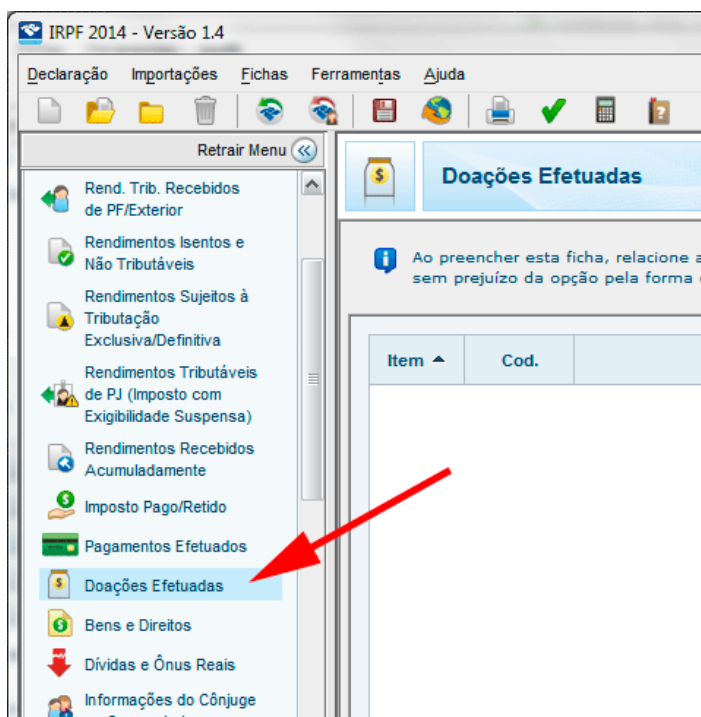 IRPF 2014 - Versão 1.4
Declaração Importações Fichas Ferramentas Ajuda
Retrair Menu
Rend. Trib. Recebidos
de PF/Exterior
Rendimentos Isentos e
Não Tributáveis
Rendimentos Sujeitos à
Tributação
Exclusiva/Definitiva
Rendimentos Tributáveis
de PJ (Imposto com
Exigibilidade Suspensa)
Rendimentos Recebidos
Acumuladamente
Imposto Pago/Retido
Pagamentos Efetuados
Doações Efetuadas
Bens e Direitos
Dívidas e Ônus Reais
Informações do Cônjuge
Doações Efetuadas
Ao preencher esta ficha, relacione a
sem prejuízo da opção pela forma
Item Cod.